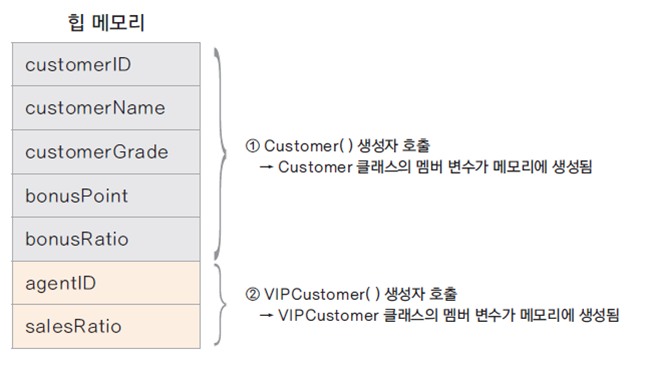 힙 메모리
customerID
customerName
customerGrade
bonusPoint
bonusRatio
① Customer( ) 생성자 호출
→ Customer 클래스의 멤버 변수가 메모리에 생성됨
agentID
salesRatio
② VIPCustomer( ) 생성자 호출
→ VIPCustomer 클래스의 멤버 변수가 메모리에 생성됨